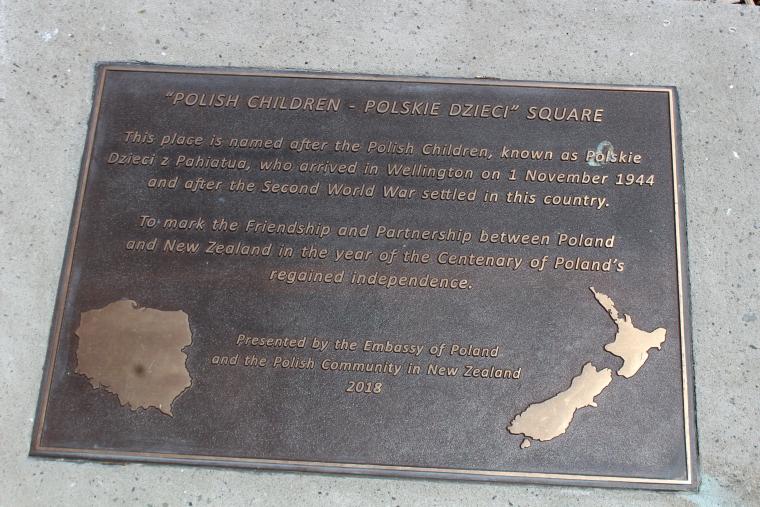 "POLISH CHILDREN - POLSKIE DZIECI" SQUARE
This place is named after the Polish Children, known as Polskie
Dzieci z Pahiatua, who arrived in Wellington on 1 November 1944
and after the Second World War settled in this country.
To mark the Friendship and Partnership between Poland
and New Zealand in the year of the Centenary of Poland's
regained independence.
Presented by the Embassy of Poland
and the Polish Community in New Zealand
2018